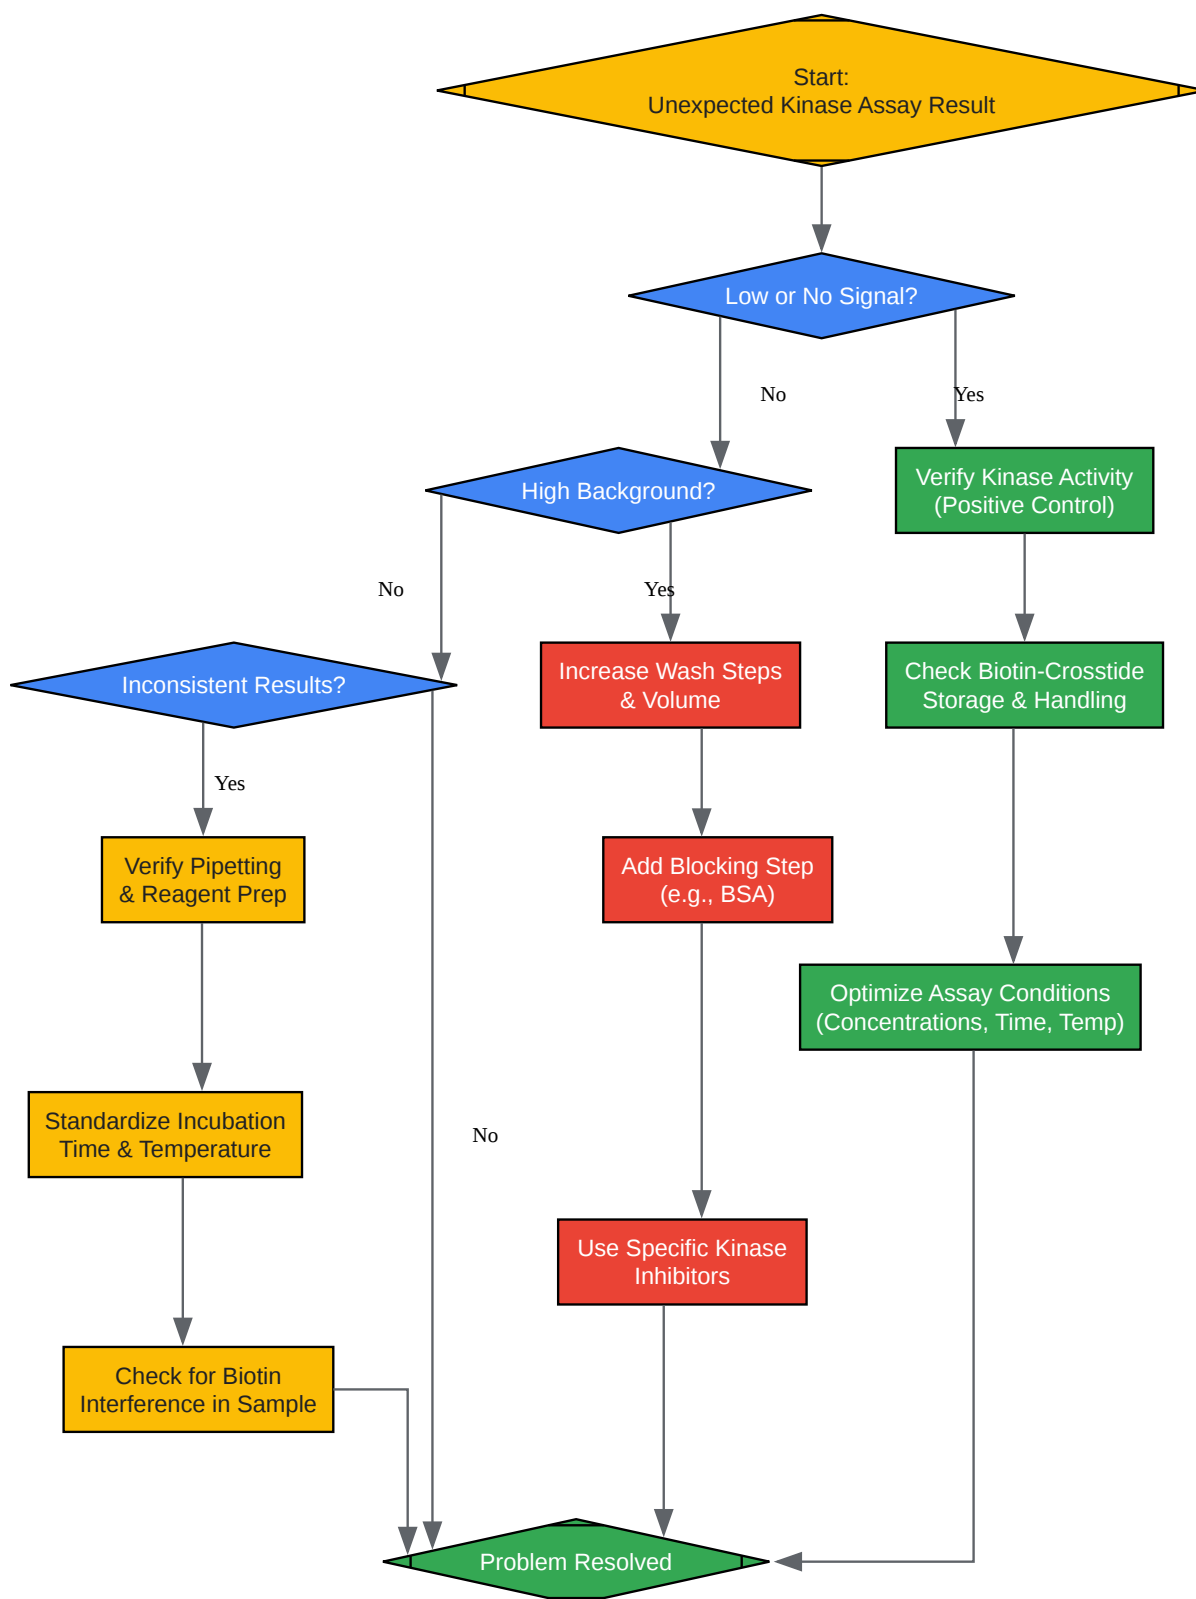 Start:
Unexpected Kinase Assay Result
Low or No Signal?
No
Yes
High Background?
Verify Kinase Activity
(Positive Control)
No
Yes
Inconsistent Results?
Increase Wash Steps
& Volume
Check Biotin-Crosstide
Storage & Handling
Yes
Verify Pipetting
& Reagent Prep
Add Blocking Step
(e.g., BSA)
Optimize Assay Conditions
(Concentrations, Time, Temp)
Standardize Incubation
Time & Temperature
No
Use Specific Kinase
Inhibitors
Check for Biotin
Interference in Sample
Problem Resolved